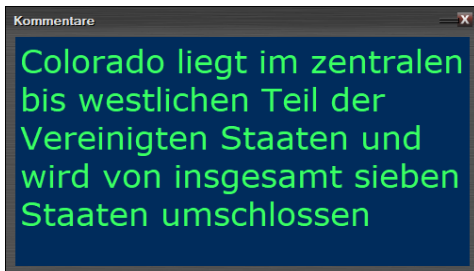 Kommentare
Colorado liegt im zentralen
bis westlichen Teil der
Vereinigten Staaten und
wird von insgesamt sieben
Staaten umschlossen